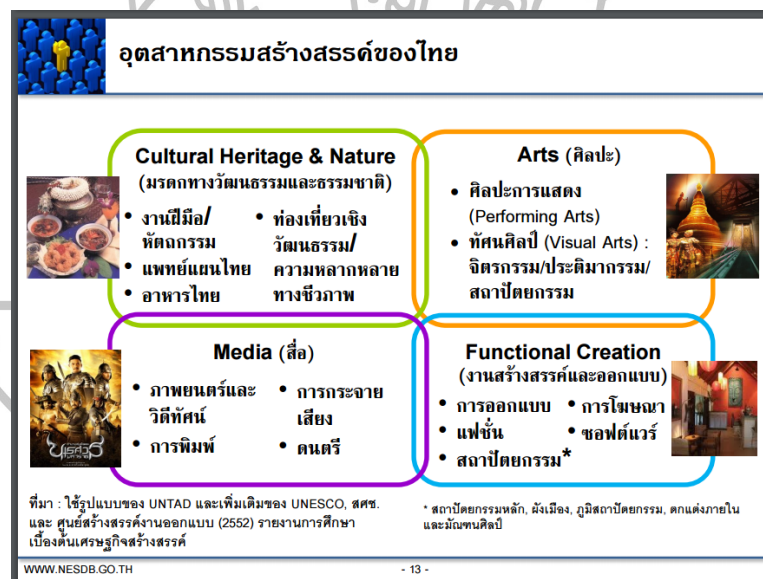 อุตสาหกรรมสร้างสรรค์ของไทย
Cultural Heritage & Nature
(มรดกทางวัฒนธรรมและธรรมชาติ)
• งานฝีมือ/
หัตถกรรม
• แพทย์แผนไทย
• อาหารไทย
• ท่องเที่ยวเชิง
วัฒนธรรม/
ความหลากหลาย
ทางชีวภาพ
Arts (ศิลปะ)
• ศิลปะการแสดง
(Performing Arts)
• ทัศนศิลป์ (Visual Arts) :
จิตรกรรม/ประติมากรรม/
สถาปัตยกรรม
Media (สื่อ)
• ภาพยนตร์และ
วิดีทัศน์
• การพิมพ์
• การกระจาย
เสียง
• ดนตรี
Functional Creation
(งานสร้างสรรค์และออกแบบ)
• การออกแบบ
• แฟชั่น
• สถาปัตยกรรม*
• การโฆษณา
• ซอฟต์แวร์
นเรศวร
ที่มา : ใช้รูปแบบของ UNTAD และเพิ่มเติมของ UNESCO, สศช.
และ ศูนย์สร้างสรรค์งานออกแบบ (2552) รายงานการศึกษา
เบื้องต้นเศรษฐกิจสร้างสรรค์
* สถาปัตยกรรมหลัก, ผังเมือง, ภูมิสถาปัตยกรรม, ตกแต่งภายใน
และมัณฑนศิลป์
WWW.NESDB.GO.TH
- 13 -